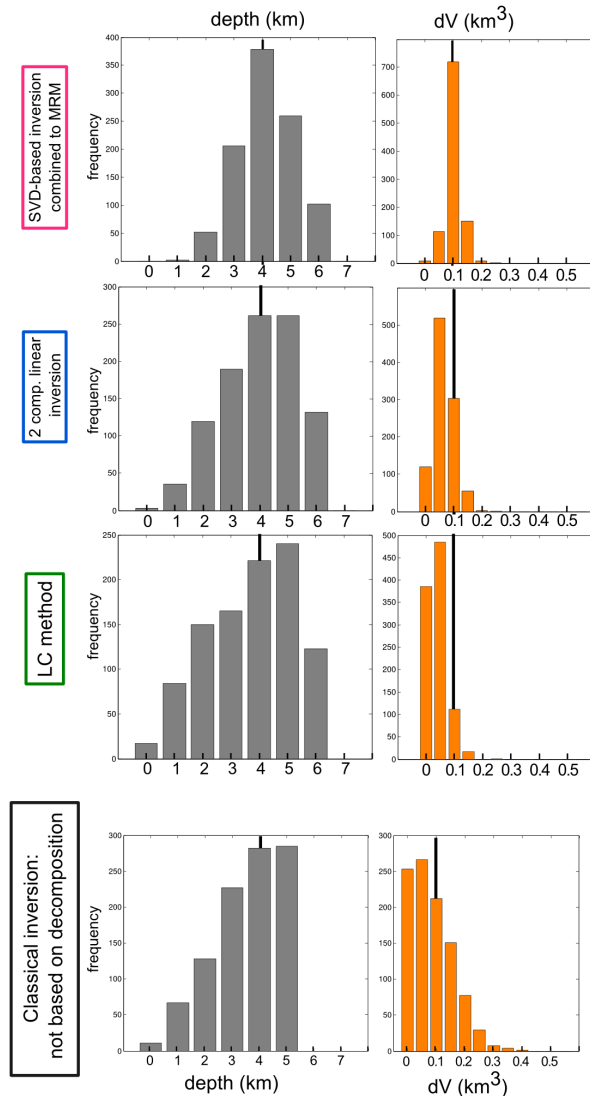 depth (km)
dV (km³)
SVD-based inversion
combined to MRM
frequency
400
350
300
250
200
150
100
50
0
0 1 2 3 4 5 6 7
700
600
500
400
300
200
100
0
0 0.1 0.2 0.3 0.4 0.5
2 comp. linear
inversion
frequency
300
250
200
150
100
50
0
0 1 2 3 4 5 6 7
500
400
300
200
100
0
0 0.1 0.2 0.3 0.4 0.5
LC method
frequency
250
200
150
100
50
0
0 1 2 3 4 5 6 7
500
450
400
350
300
250
200
150
100
50
0
0 0.1 0.2 0.3 0.4 0.5
Classical inversion:
not based on decomposition
frequency
300
250
200
150
100
50
0
0 1 2 3 4 5 6 7
depth (km)
300
250
200
150
100
50
0
0 0.1 0.2 0.3 0.4 0.5
dV (km³)